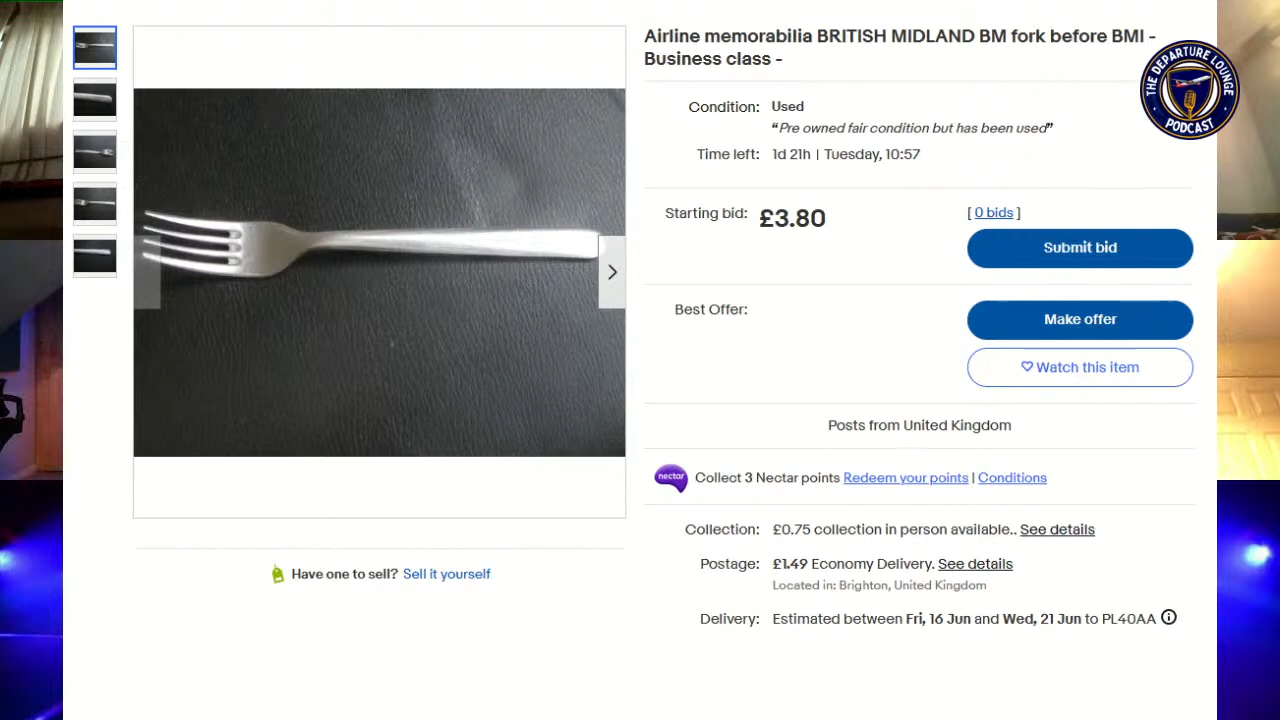 Airline memorabilia BRITISH MIDLAND BM fork before BMI -
Business class -
THE DEPARTURE LOUNGE
PODCAST
Condition: Used
“Pre owned fair condition but has been used”
Time left: 1d 21h | Tuesday, 10:57
Starting bid: £3.80 [ 0 bids ]
Submit bid
Best Offer: Make offer
Watch this item
Posts from United Kingdom
nectar Collect 3 Nectar points Redeem your points | Conditions
Collection: £0.75 collection in person available.. See details
Postage: £1.49 Economy Delivery. See details
Located in: Brighton, United Kingdom
Delivery: Estimated between Fri, 16 Jun and Wed, 21 Jun to PL40AA
Have one to sell? Sell it yourself